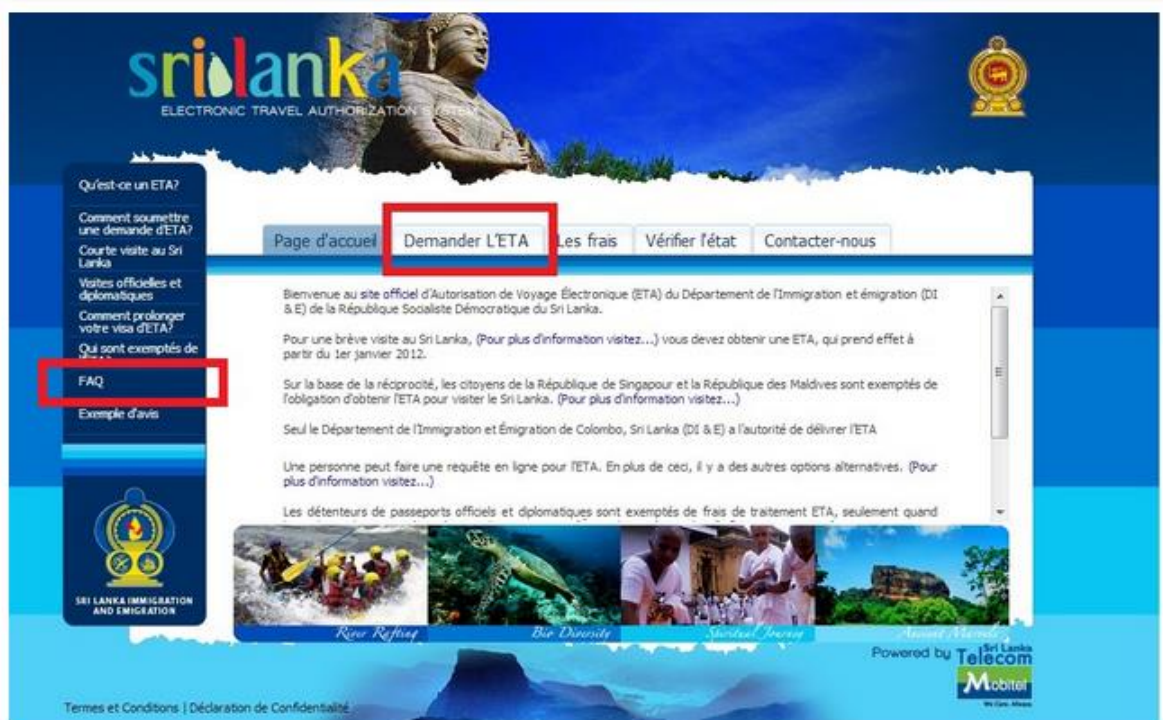 srilanka
ELECTRONIC TRAVEL AUTHORIZATION SYSTEM
Qu'est-ce un ETA?
Comment soumettre
une demande d'ETA?
Courte visite au Sri
Lanka
Visites officielles et
diplomatiques
Comment prolonger
votre visa d'ETA?
Qui sont exemptés de
FAQ
Exemple d'avis
SRI LANKA IMMIGRATION
AND EMIGRATION
Page d'accueil
Demander L'ETA
Les frais
Vérifier l'état
Contacter-nous
Bienvenue au site officiel d'Autorisation de Voyage Électronique (ETA) du Département de l'Immigration et émigration (DI
& E) de la République Socialiste Démocratique du Sri Lanka.
Pour une brève visite au Sri Lanka, (Pour plus d'information visitez...) vous devez obtenir une ETA, qui prend effet à
partir du 1er janvier 2012.
Sur la base de la réciprocité, les citoyens de la République de Singapour et la République des Maldives sont exemptés de
l'obligation d'obtenir l'ETA pour visiter le Sri Lanka. (Pour plus d'information visitez...)
Seul le Département de l'Immigration et Émigration de Colombo, Sri Lanka (DI & E) a l'autorité de délivrer l'ETA
Une personne peut faire une requête en ligne pour l'ETA. En plus de ceci, il y a des autres options alternatives. (Pour
plus d'information visitez...)
Les détenteurs de passeports officiels et diplomatiques sont exemptés de frais de traitement ETA, seulement quand
River Rafting
Bio Diversity
Spiritual Journey
Ancient Marvels
Powered by
Sri Lanka
Telecom
Mobitel
We Care. Always.
Termes et Conditions | Déclaration de Confidentialité